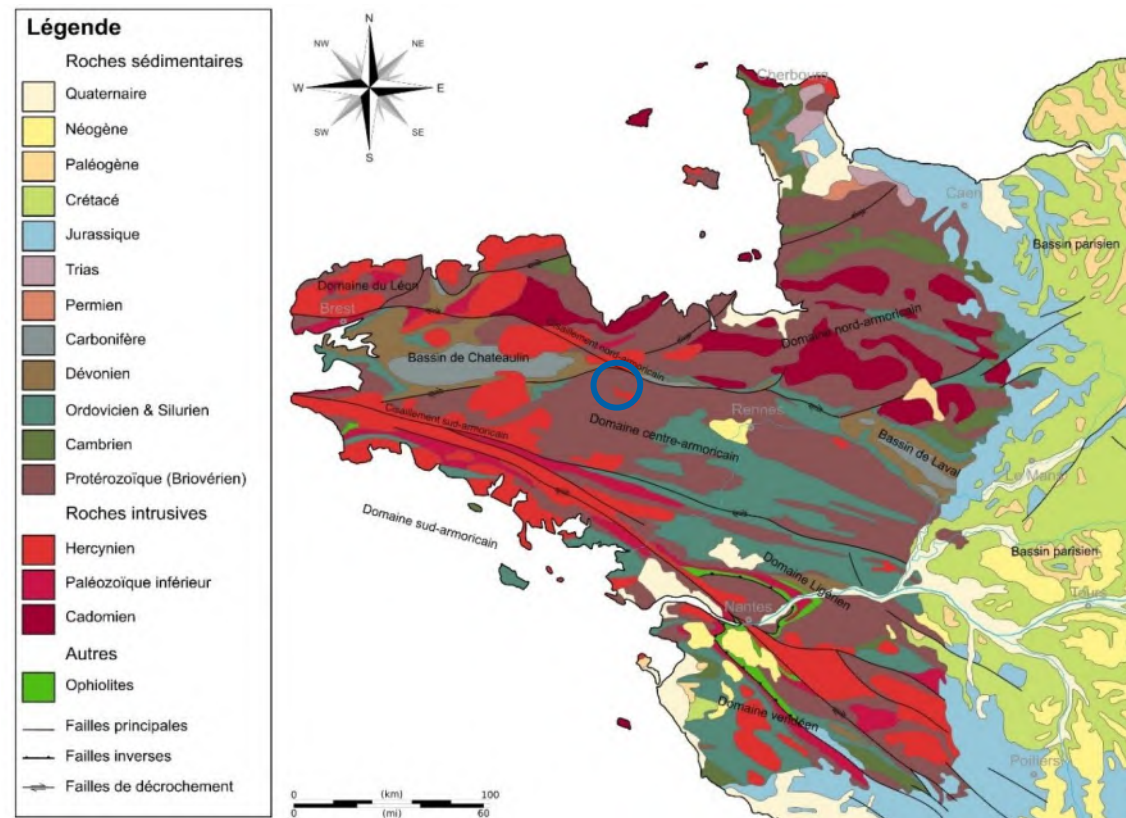 Légende
Roches sédimentaires
Quaternaire
Néogène
Paléogène
Crétacé
Jurassique
Trias
Permien
Carbonifère
Dévonien
Ordovicien & Silurien
Cambrien
Protérozoïque (Briovérien)
Roches intrusives
Hercynien
Paléozoïque inférieur
Cadomien
Autres
Ophiolites
Failles principales
Failles inverses
Failles de décrochement
N
NW
NE
W
E
SW
SE
S
Cherbourg
Caen
Bassin parisien
Domaine du Léon
Brest
Domaine nord-armoricain
Cisaillement nord-armoricain
Bassin de Chateaulin
Rennes
Cisaillement sud-armoricain
Domaine centre-armoricain
Bassin de Laval
Le Mans
Domaine sud-armoricain
Bassin parisien
Domaine Ligérien
Tours
Nantes
Domaine vendéen
Poitiers
0 (km) 100
0 (mi) 60